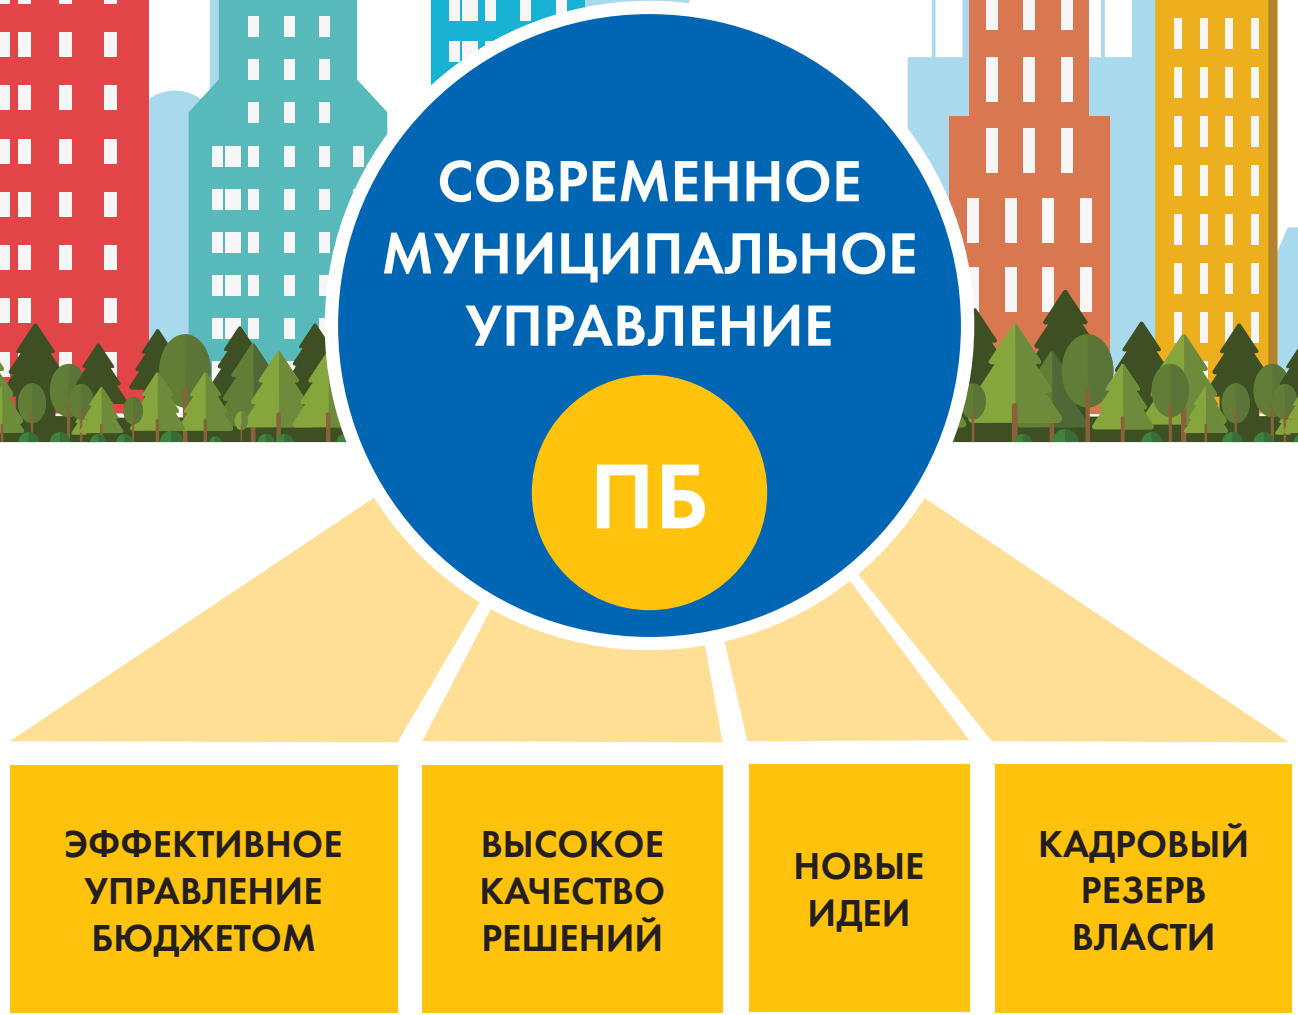 СОВРЕМЕННОЕ
МУНИЦИПАЛЬНОЕ
УПРАВЛЕНИЕ
ПБ
ЭФФЕКТИВНОЕ
УПРАВЛЕНИЕ
БЮДЖЕТОМ
ВЫСОКОЕ
КАЧЕСТВО
РЕШЕНИЙ
НОВЫЕ
ИДЕИ
КАДРОВЫЙ
РЕЗЕРВ
ВЛАСТИ